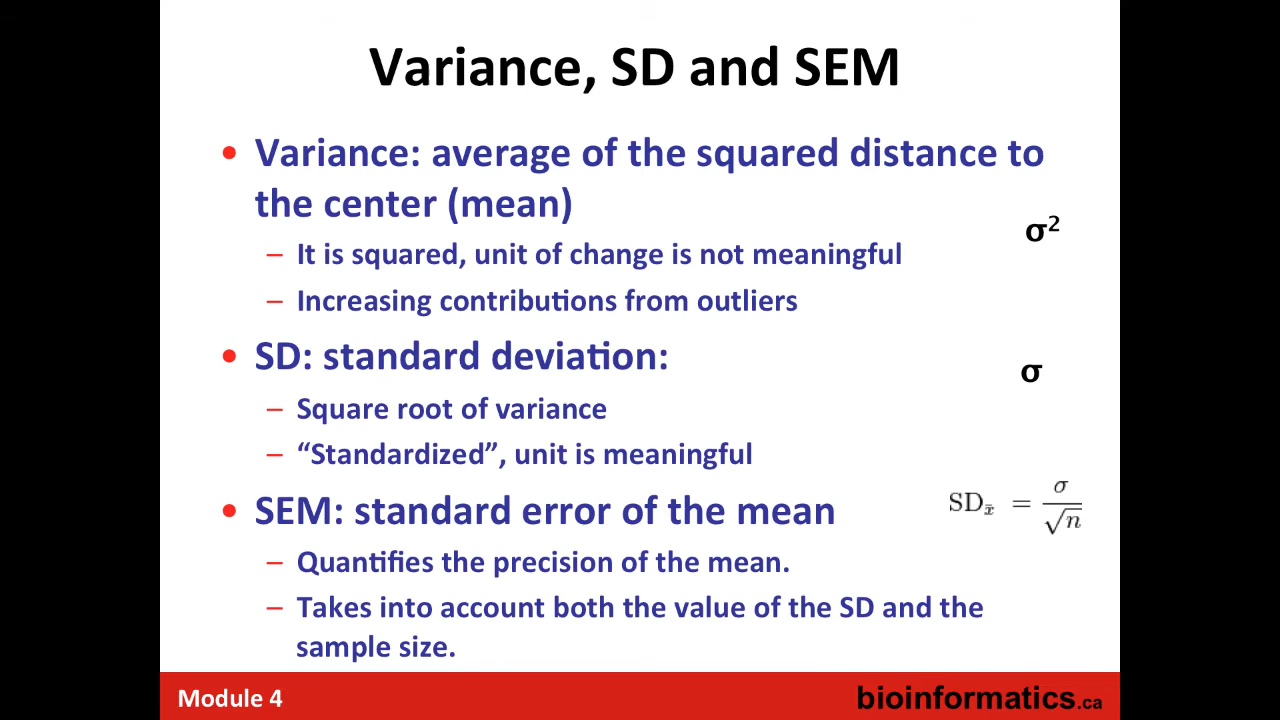 Variance, SD and SEM
• Variance: average of the squared distance to
the center (mean)
σ²
– It is squared, unit of change is not meaningful
– Increasing contributions from outliers
• SD: standard deviation:
σ
– Square root of variance
– “Standardized”, unit is meaningful
• SEM: standard error of the mean
SD_x̄ = σ/√n
– Quantifies the precision of the mean.
– Takes into account both the value of the SD and the
sample size.
Module 4
bioinformatics.ca